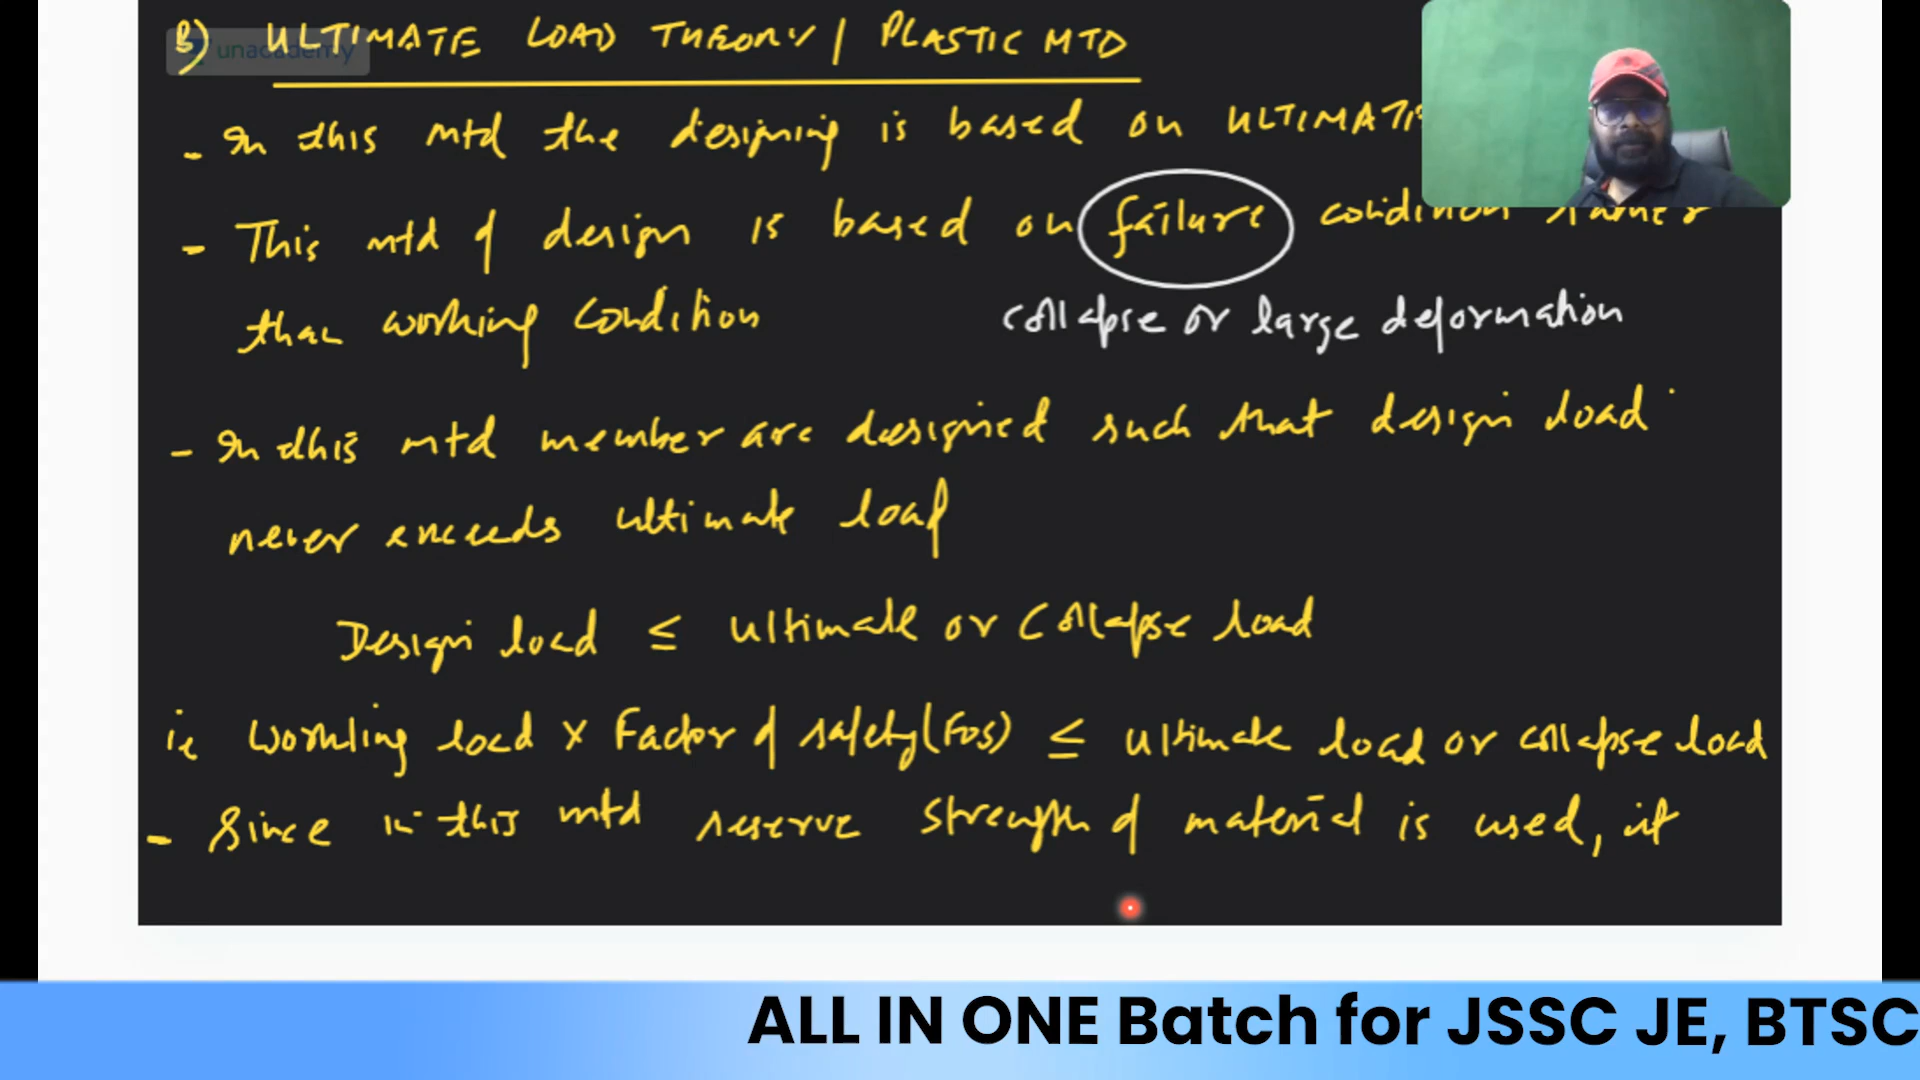 B) ULTIMATE LOAD THEORY / PLASTIC MTD
unacademy
- In this mtd the designing is based on ULTIMATE
- This mtd of design is based on failure condition rather
than working condition
collapse or large deformation
- In this mtd member are designed such that design load
never exceeds ultimate load
Design load ≤ ultimate or collapse load
ie working load x Factor of safety (FOS) ≤ ultimate load or collapse load
- Since in this mtd reserve strength of material is used, it
ALL IN ONE Batch for JSSC JE, BTSC